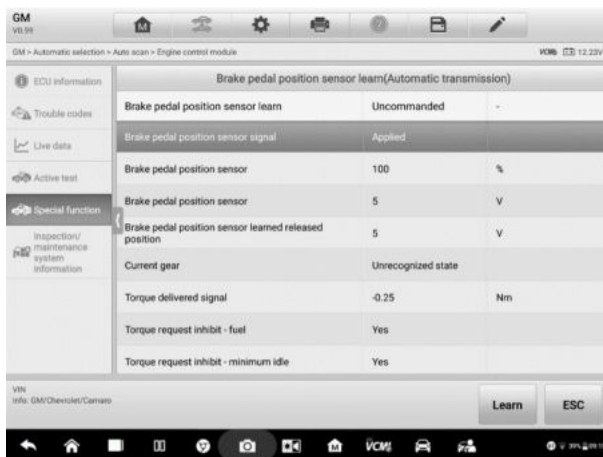 GM
V0.99
GM > Automatic selection > Auto scan > Engine control module
VCMI 12.22V
ECU information
Trouble codes
Live data
Active test
Special function
Inspection/
maintenance
system
information
Brake pedal position sensor learn(Automatic transmission)
Brake pedal position sensor learn Uncommanded -
Brake pedal position sensor signal Applied
Brake pedal position sensor 100 %
Brake pedal position sensor 5 V
Brake pedal position sensor learned released
position 5 V
Current gear Unrecognized state
Torque delivered signal -0.25 Nm
Torque request inhibit - fuel Yes
Torque request inhibit - minimum idle Yes
VIN
Info: GM/Chevrolet/Camaro
Learn ESC
VCMI